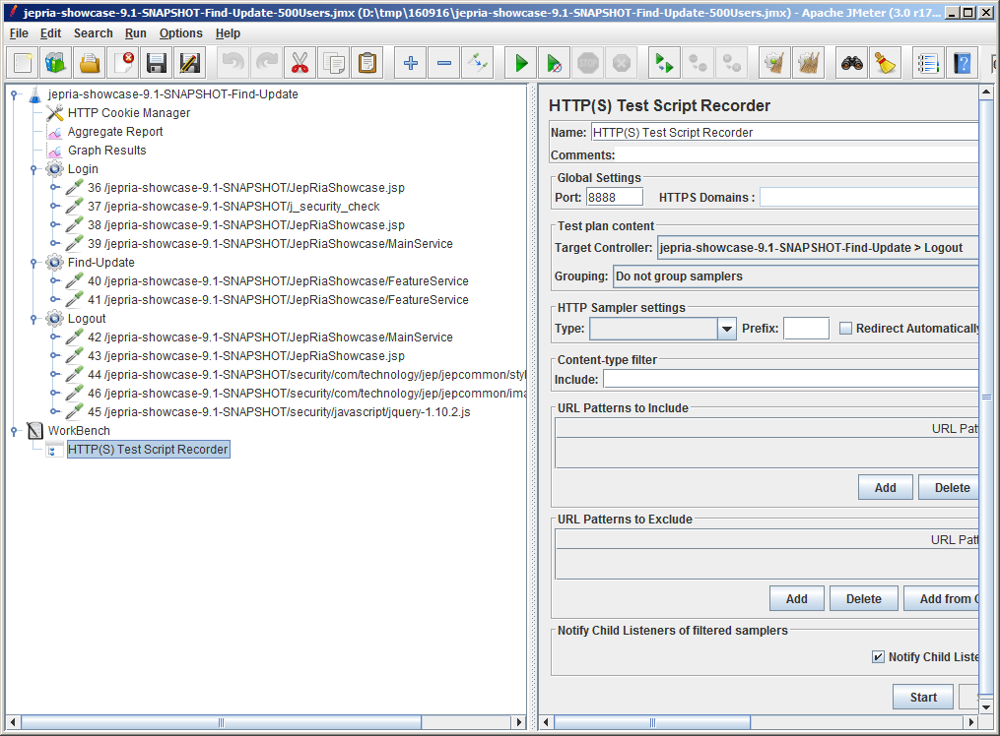 jepria-showcase-9.1-SNAPSHOT-Find-Update-500Users.jmx (D:\tmp\160916\jepria-showcase-9.1-SNAPSHOT-Find-Update-500Users.jmx) - Apache JMeter (3.0 r17...
File Edit Search Run Options Help
STOP
jepria-showcase-9.1-SNAPSHOT-Find-Update
HTTP Cookie Manager
Aggregate Report
Graph Results
Login
36 /jepria-showcase-9.1-SNAPSHOT/JepRiaShowcase.jsp
37 /jepria-showcase-9.1-SNAPSHOT/j_security_check
38 /jepria-showcase-9.1-SNAPSHOT/JepRiaShowcase.jsp
39 /jepria-showcase-9.1-SNAPSHOT/JepRiaShowcase/MainService
Find-Update
40 /jepria-showcase-9.1-SNAPSHOT/JepRiaShowcase/FeatureService
41 /jepria-showcase-9.1-SNAPSHOT/JepRiaShowcase/FeatureService
Logout
42 /jepria-showcase-9.1-SNAPSHOT/JepRiaShowcase/MainService
43 /jepria-showcase-9.1-SNAPSHOT/JepRiaShowcase.jsp
44 /jepria-showcase-9.1-SNAPSHOT/security/com/technology/jep/jepcommon/styl
46 /jepria-showcase-9.1-SNAPSHOT/security/com/technology/jep/jepcommon/ima
45 /jepria-showcase-9.1-SNAPSHOT/security/javascript/jquery-1.10.2.js
WorkBench
HTTP(S) Test Script Recorder
HTTP(S) Test Script Recorder
Name: HTTP(S) Test Script Recorder
Comments:
Global Settings
Port: 8888 HTTPS Domains :
Test plan content
Target Controller: jepria-showcase-9.1-SNAPSHOT-Find-Update > Logout
Grouping: Do not group samplers
HTTP Sampler settings
Type: Prefix: Redirect Automatically
Content-type filter
Include:
URL Patterns to Include
URL Patt
Add Delete
URL Patterns to Exclude
URL Patt
Add Delete Add from C
Notify Child Listeners of filtered samplers
Notify Child Liste
Start